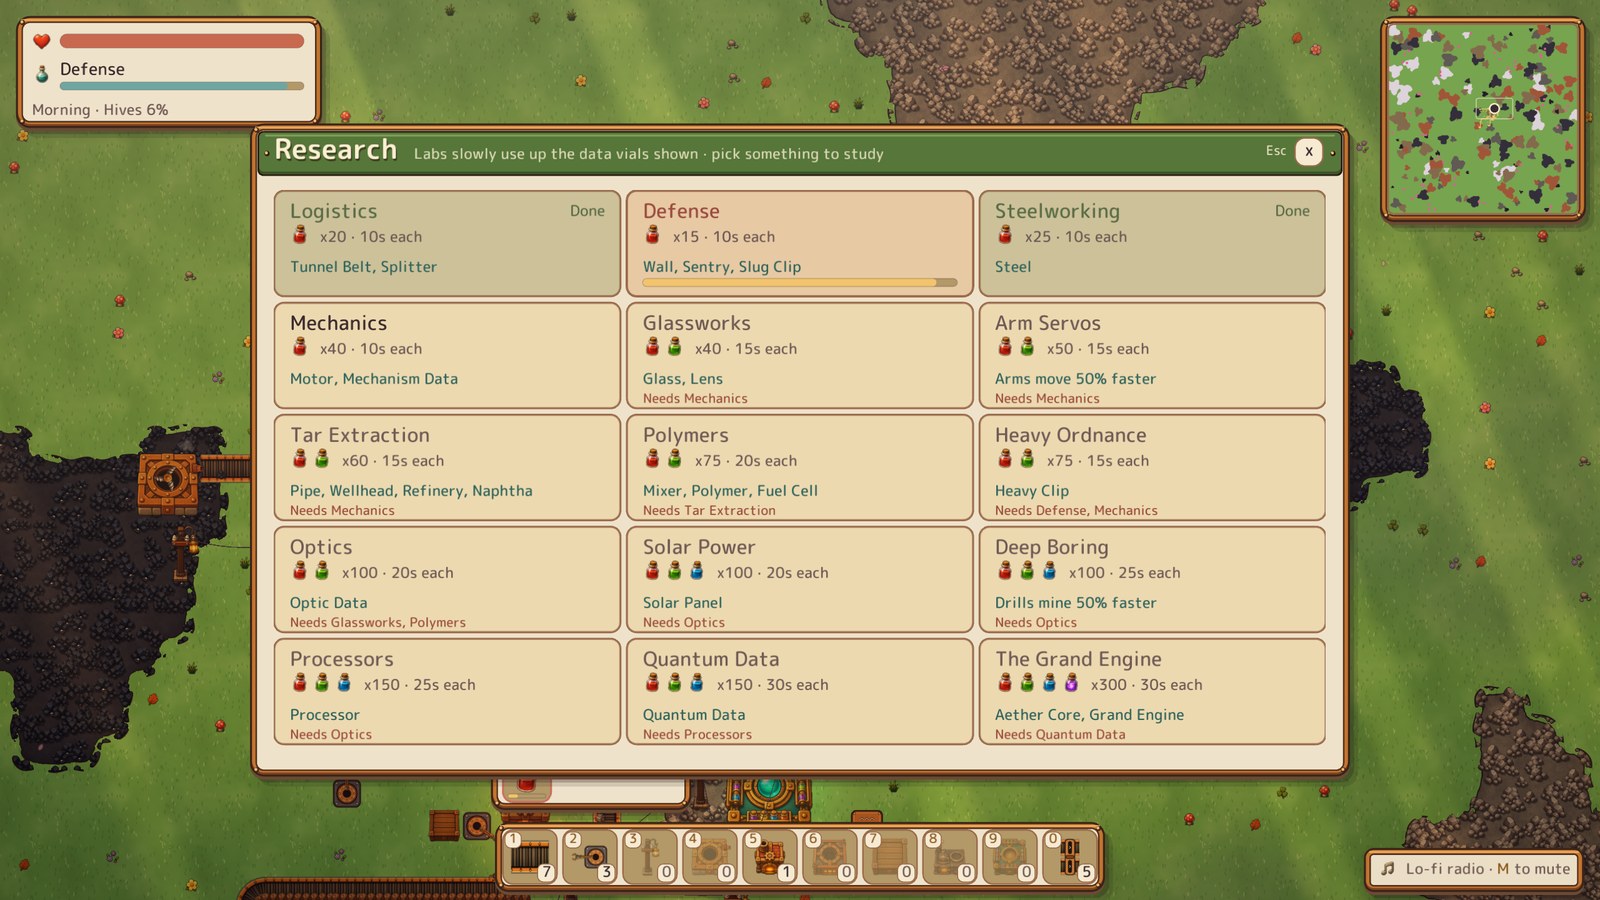 Defense
Morning · Hives 6%
Research
Labs slowly use up the data vials shown · pick something to study
Esc X
Logistics Done
x20 · 10s each
Tunnel Belt, Splitter
Defense
x15 · 10s each
Wall, Sentry, Slug Clip
Steelworking Done
x25 · 10s each
Steel
Mechanics
x40 · 10s each
Motor, Mechanism Data
Glassworks
x40 · 15s each
Glass, Lens
Needs Mechanics
Arm Servos
x50 · 15s each
Arms move 50% faster
Needs Mechanics
Tar Extraction
x60 · 15s each
Pipe, Wellhead, Refinery, Naphtha
Needs Mechanics
Polymers
x75 · 20s each
Mixer, Polymer, Fuel Cell
Needs Tar Extraction
Heavy Ordnance
x75 · 15s each
Heavy Clip
Needs Defense, Mechanics
Optics
x100 · 20s each
Optic Data
Needs Glassworks, Polymers
Solar Power
x100 · 20s each
Solar Panel
Needs Optics
Deep Boring
x100 · 25s each
Drills mine 50% faster
Needs Optics
Processors
x150 · 25s each
Processor
Needs Optics
Quantum Data
x150 · 30s each
Quantum Data
Needs Processors
The Grand Engine
x300 · 30s each
Aether Core, Grand Engine
Needs Quantum Data
1 2 3 4 5 6 7 8 9 0
7 3 0 0 1 0 0 0 0 5
Lo-fi radio · M to mute